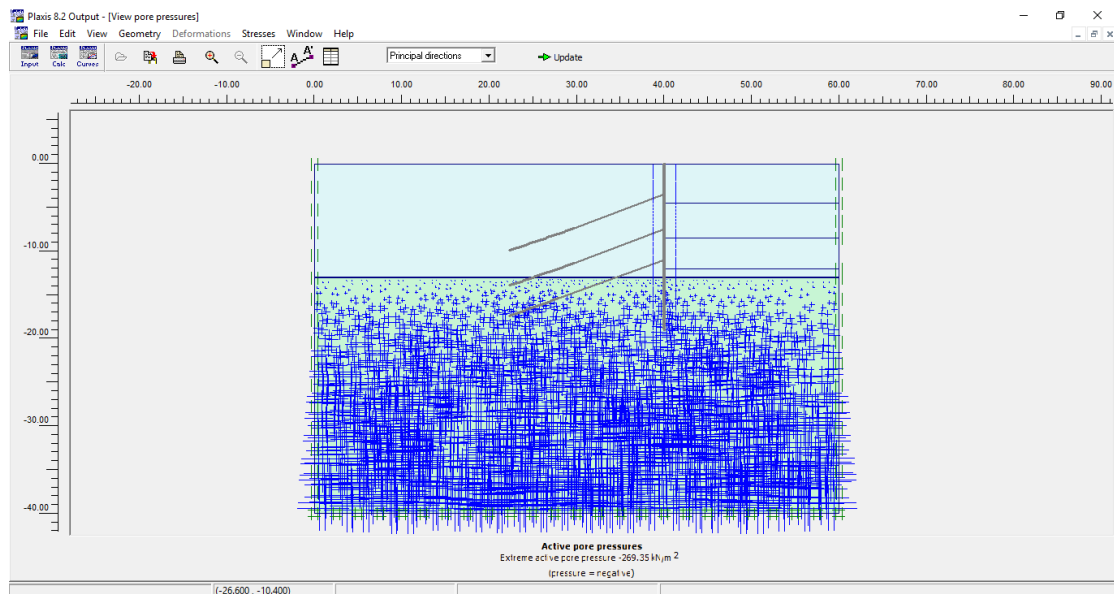 Plaxis 8.2 Output - [View pore pressures]
File Edit View Geometry Deformations Stresses Window Help
Input Calc Curves A A' Principal directions Update
-20.00 -10.00 0.00 10.00 20.00 30.00 40.00 50.00 60.00 70.00 80.00 90.00
0.00
-10.00
-20.00
-30.00
-40.00
Active pore pressures
Extreme active pore pressure -269.35 kN/m 2
(pressure = negative)
(-26.600 , -10.400)